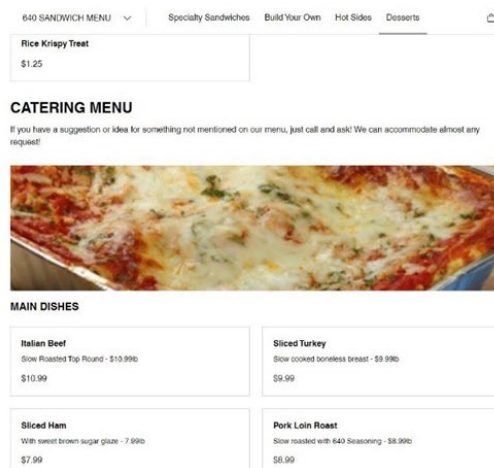 640 SANDWICH MENU
Specialty Sandwiches Build Your Own Hot Sides Desserts
Rice Krispy Treat
$1.25
CATERING MENU
If you have a suggestion or idea for something not mentioned on our menu, just call and ask! We can accommodate almost any
request!
MAIN DISHES
Italian Beef
Slow Roasted Top Round - $10.99lb
$10.99
Sliced Turkey
Slow cooked boneless breast - $9.99lb
$9.99
Sliced Ham
With sweet brown sugar glaze - 7.99lb
$7.99
Pork Loin Roast
Slow roasted with 640 Seasoning - $8.99lb
$8.99